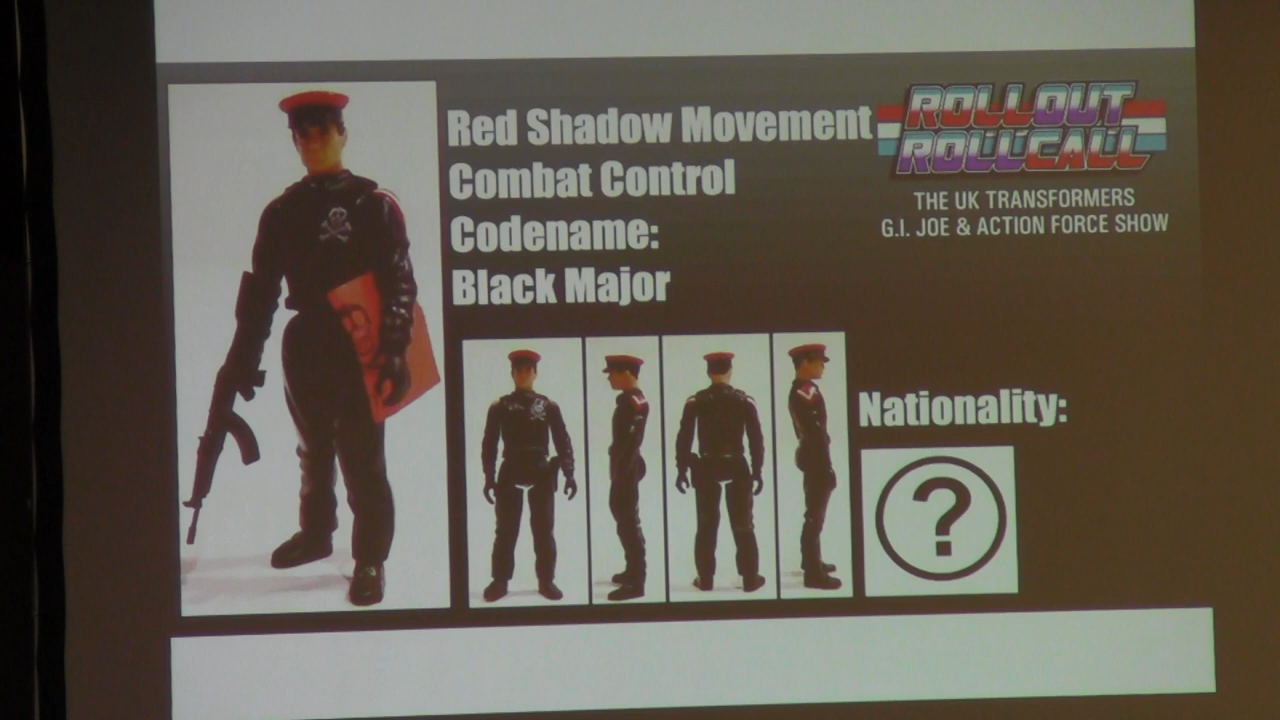 Red Shadow Movement
Combat Control
Codename:
Black Major
ROLLOUT
ROLLCALL
THE UK TRANSFORMERS
G.I. JOE & ACTION FORCE SHOW
Nationality:
?